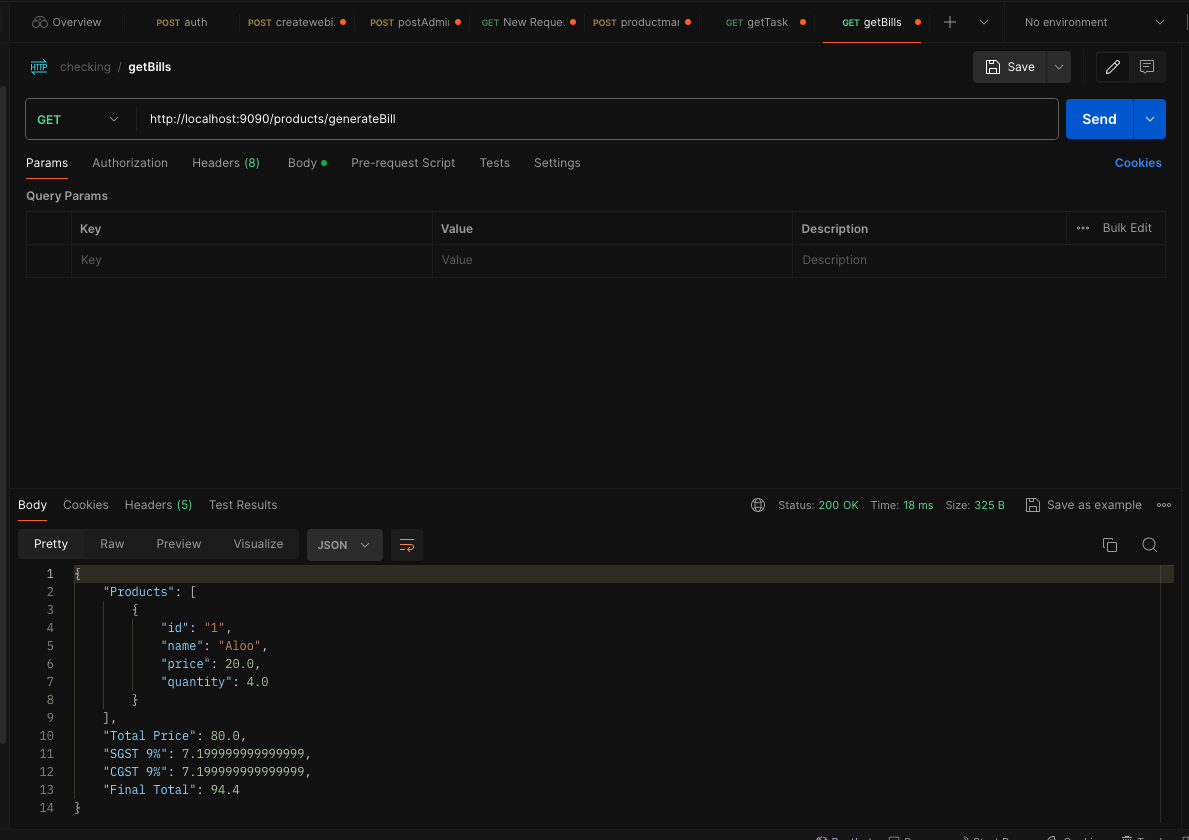 Overview POST auth POST createwebi. POST postAdmir GET New Reque: POST productmar GET getTask GET getBills No environment
HTTP checking / getBills Save
GET http://localhost:9090/products/generateBill Send
Params Authorization Headers (8) Body Pre-request Script Tests Settings Cookies
Query Params
Key Value Description Bulk Edit
Key Value Description
Body Cookies Headers (5) Test Results Status: 200 OK Time: 18 ms Size: 325 B Save as example
Pretty Raw Preview Visualize JSON
1 {
2 "Products": [
3 {
4 "id": "1",
5 "name": "Aloo",
6 "price": 20.0,
7 "quantity": 4.0
8 }
9 ],
10 "Total Price": 80.0,
11 "SGST 9%": 7.199999999999999,
12 "CGST 9%": 7.199999999999999,
13 "Final Total": 94.4
14 }